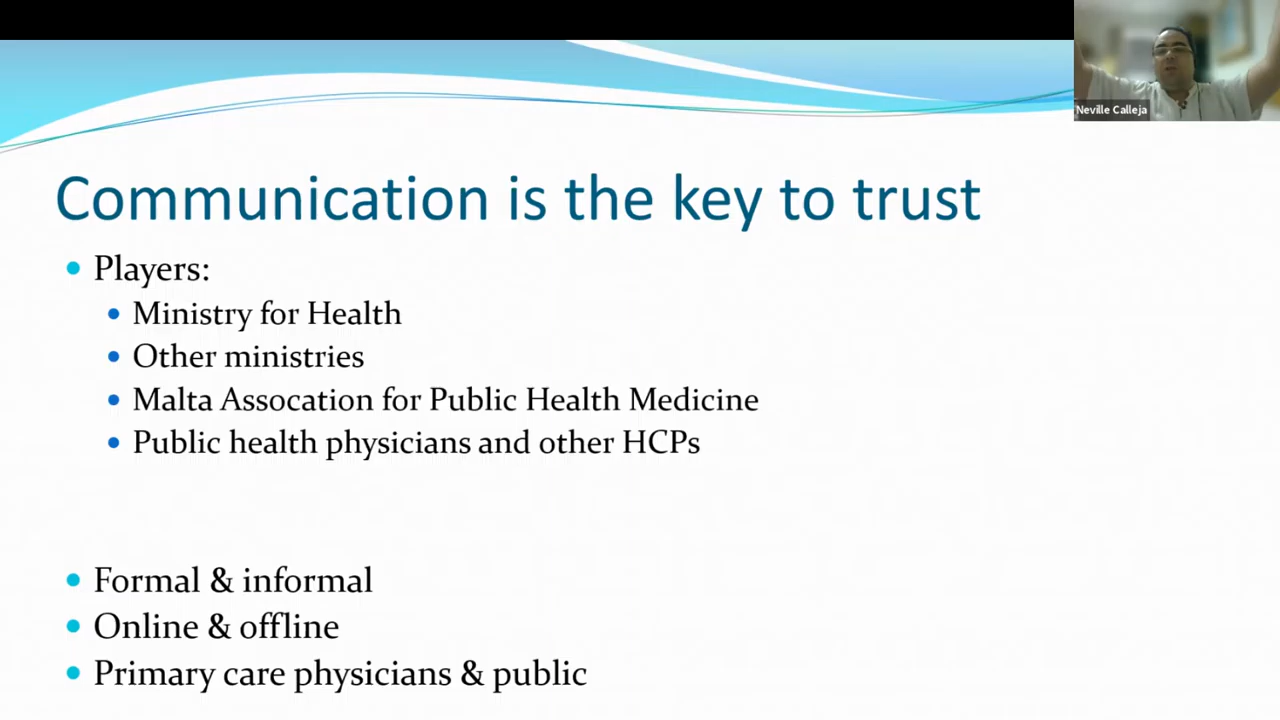 Neville Calleja
Communication is the key to trust
Players:
Ministry for Health
Other ministries
Malta Assocation for Public Health Medicine
Public health physicians and other HCPs
Formal & informal
Online & offline
Primary care physicians & public